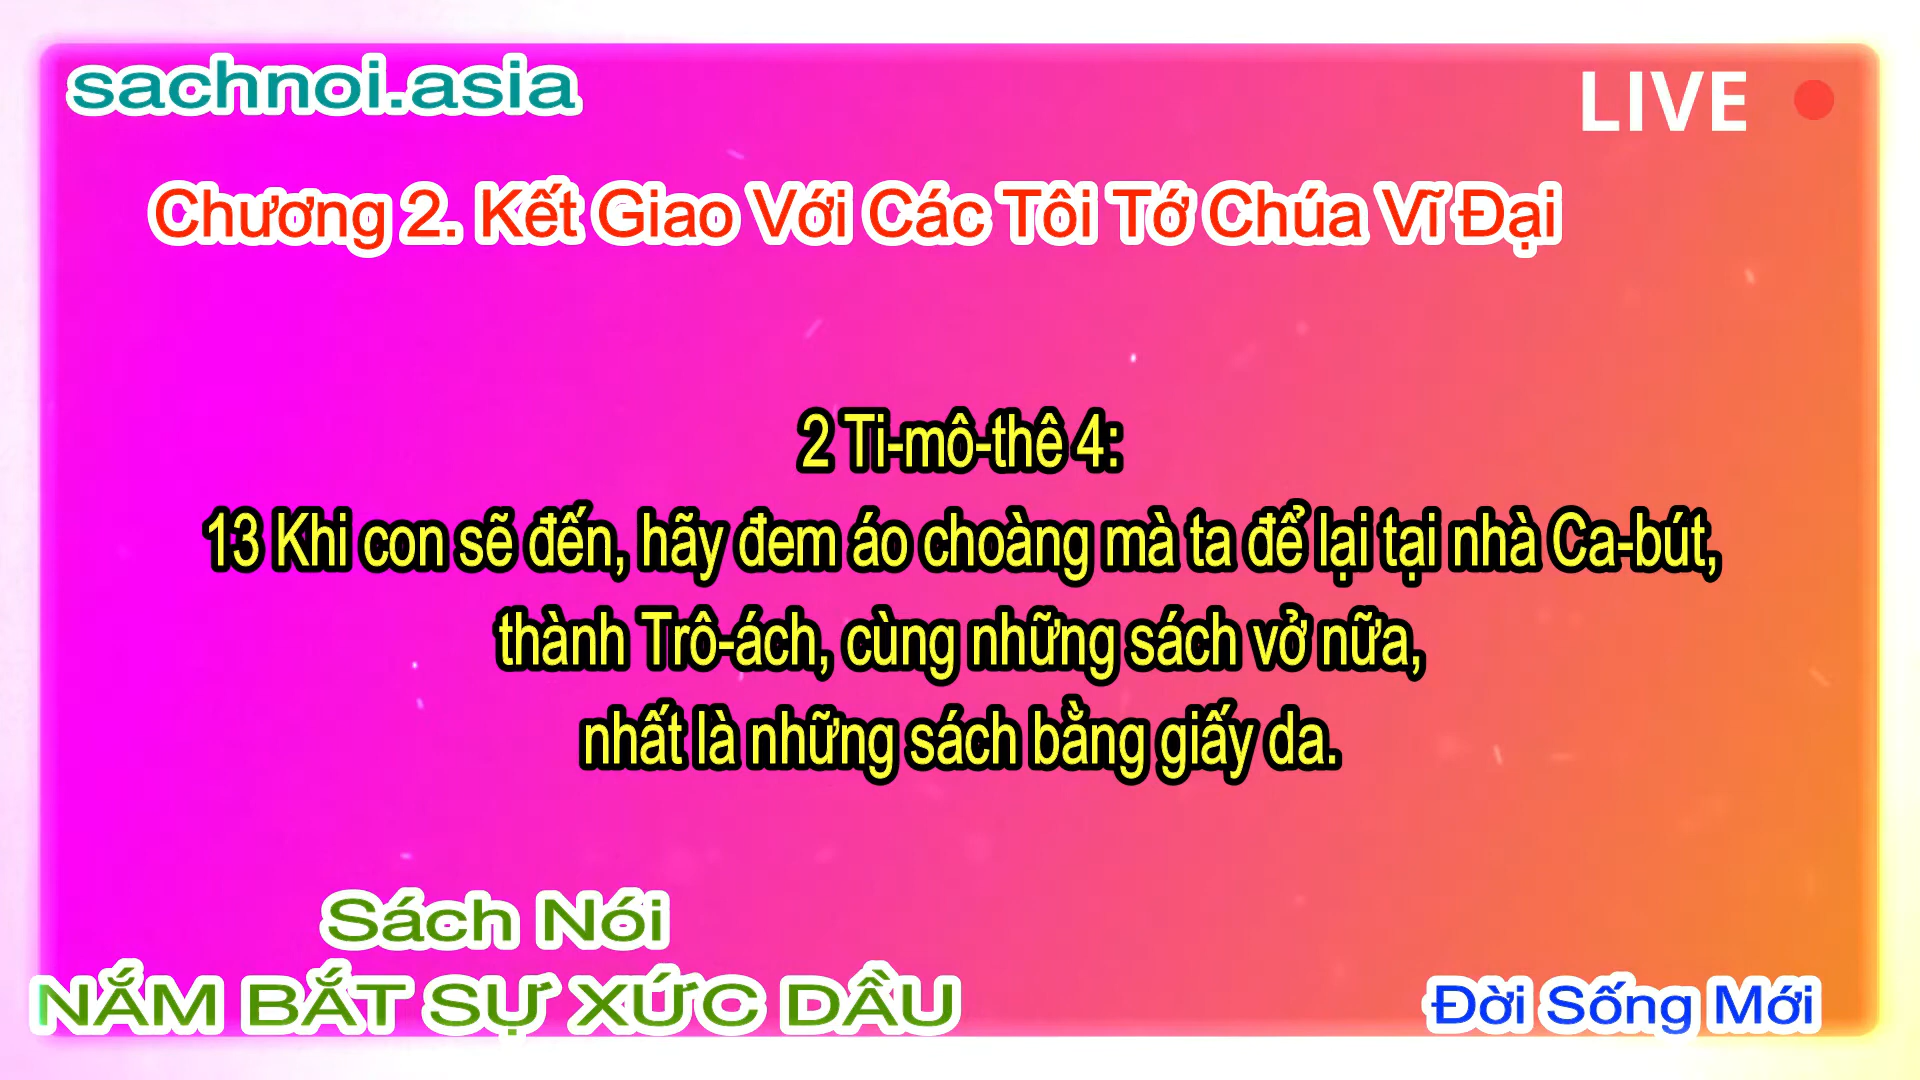 sachnoi.asia
LIVE
Chương 2. Kết Giao Với Các Tôi Tớ Chúa Vĩ Đại
2 Ti-mô-thê 4:
13 Khi con sẽ đến, hãy đem áo choàng mà ta để lại tại nhà Ca-bút,
thành Trô-ách, cùng những sách vở nữa,
nhất là những sách bằng giấy da.
Sách Nói
NẮM BẮT SỰ XỨC DẦU
Đời Sống Mới